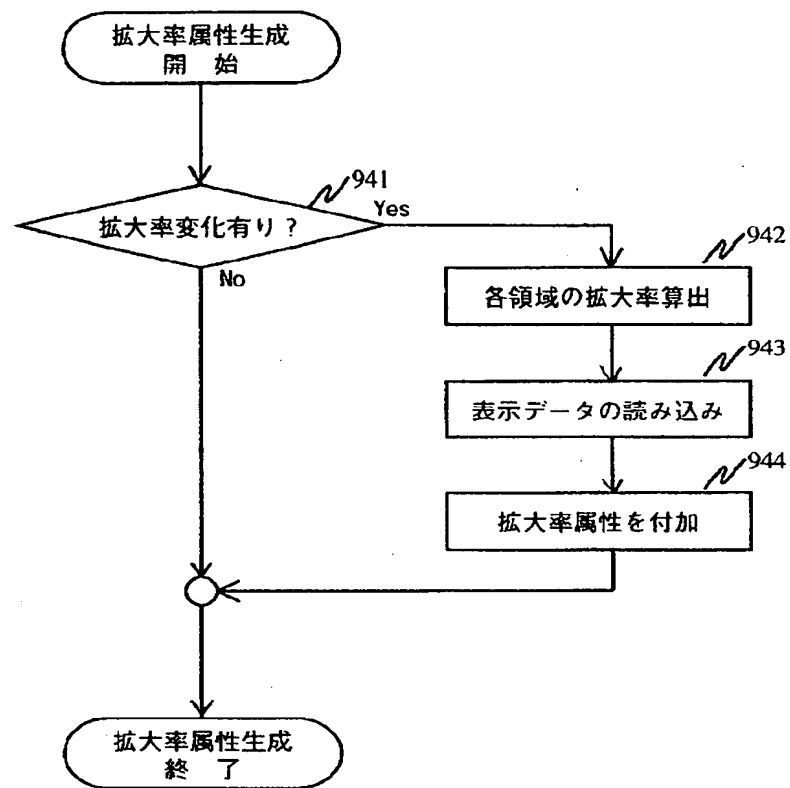 拡大率属性生成
開 始
941
拡大率変化有り？
Yes
No
942
各領域の拡大率算出
943
表示データの読み込み
944
拡大率属性を付加
拡大率属性生成
終 了